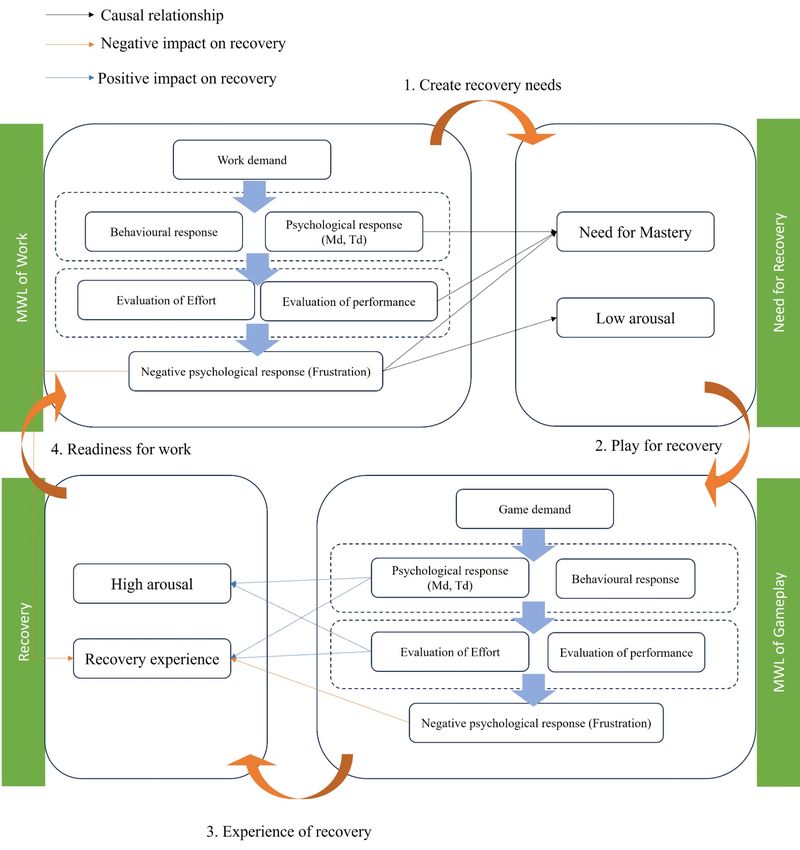 Causal relationship
Negative impact on recovery
Positive impact on recovery
1. Create recovery needs
MWL of Work
Work demand
Behavioural response
Psychological response
(Md, Td)
Evaluation of Effort
Evaluation of performance
Negative psychological response (Frustration)
Need for Mastery
Low arousal
Need for Recovery
4. Readiness for work
2. Play for recovery
Recovery
High arousal
Recovery experience
Game demand
Psychological response
(Md, Td)
Behavioural response
Evaluation of Effort
Evaluation of performance
Negative psychological response (Frustration)
MWL of Gameplay
3. Experience of recovery